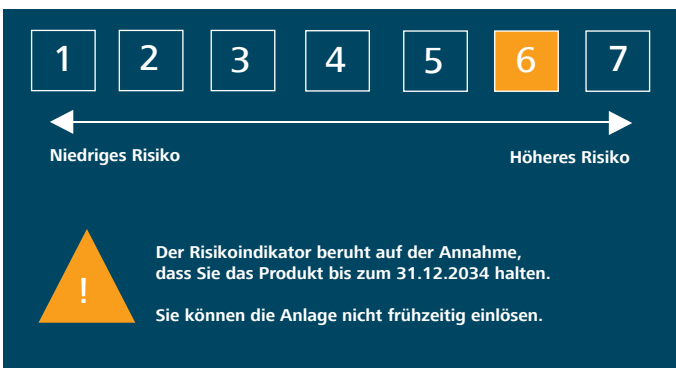 1 2 3 4 5 6 7
Niedriges Risiko Höheres Risiko
!
Der Risikoindikator beruht auf der Annahme,
dass Sie das Produkt bis zum 31.12.2034 halten.
Sie können die Anlage nicht frühzeitig einlösen.